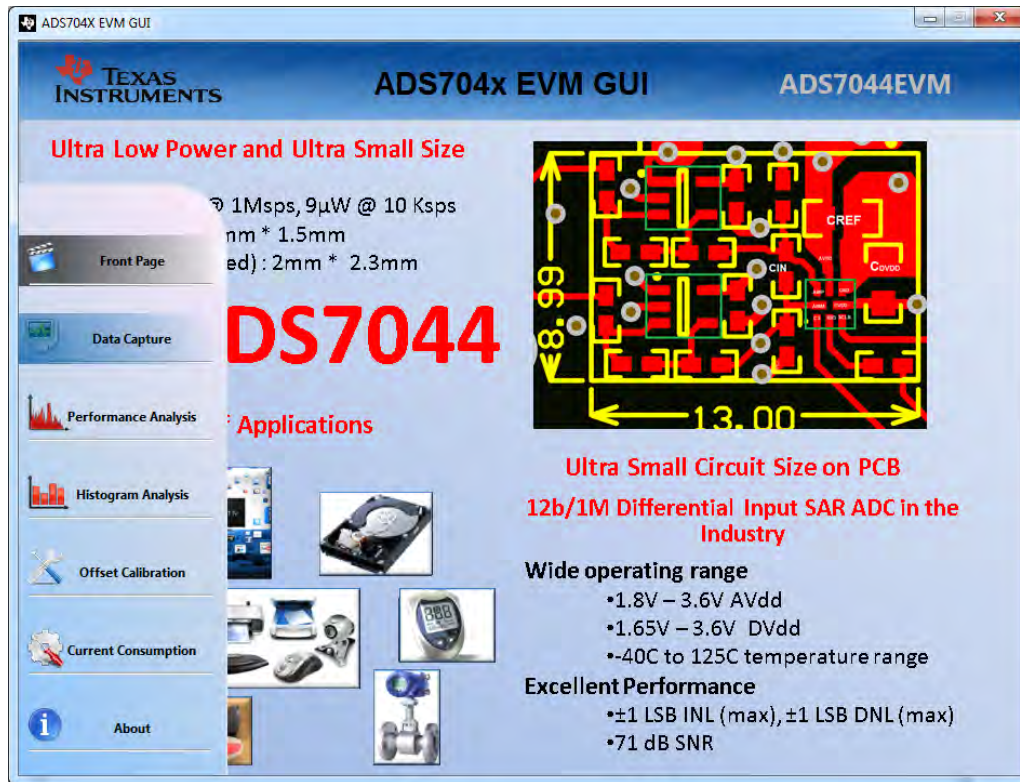 ADS704X EVM GUI
TEXAS
INSTRUMENTS
ADS704x EVM GUI
ADS7044EVM
Ultra Low Power and Ultra Small Size
@ 1Msps, 9µW @ 10 Ksps
mm * 1.5mm
ed) : 2mm * 2.3mm
DS7044
Applications
Front Page
Data Capture
Performance Analysis
Histogram Analysis
Offset Calibration
Current Consumption
About
8.99
13.00
CREF
CDVDD
CIN
Ultra Small Circuit Size on PCB
12b/1M Differential Input SAR ADC in the
Industry
Wide operating range
•1.8V – 3.6V AVdd
•1.65V – 3.6V DVdd
•-40C to 125C temperature range
Excellent Performance
•±1 LSB INL (max), ±1 LSB DNL (max)
•71 dB SNR